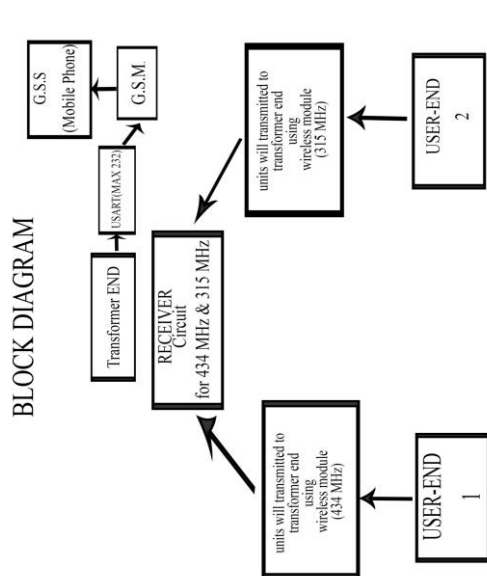 BLOCK DIAGRAM
G.S.S
(Mobile Phone)
G.S.M.
USART(MAX 232)
Transformer END
RECEIVER
Circuit
for 434 MHz & 315 MHz
units will transmitted to
transformer end
using
wireless module
(434 MHz)
units will transmitted to
transformer end
using
wireless module
(315 MHz)
USER-END
1
USER-END
2